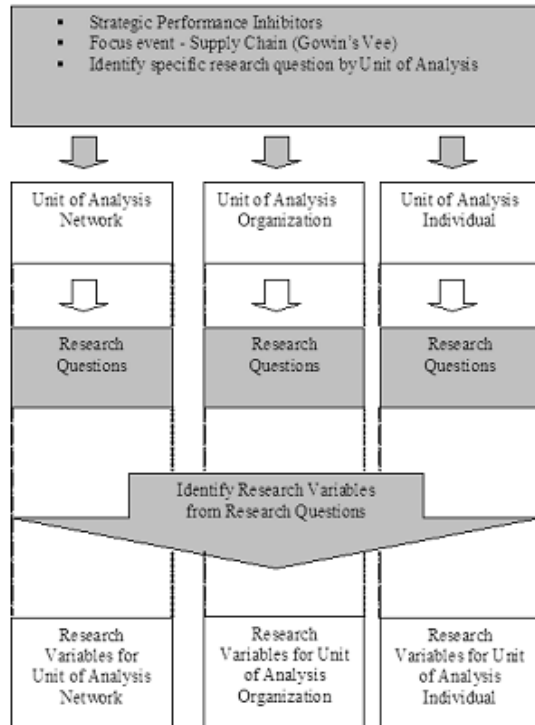 ▪ Strategic Performance Inhibitors
▪ Focus event - Supply Chain (Gowin's Vee)
▪ Identify specific research question by Unit of Analysis
Unit of Analysis
Network
Unit of Analysis
Organization
Unit of Analysis
Individual
Research
Questions
Research
Questions
Research
Questions
Identify Research Variables
from Research Questions
Research
Variables for
Unit of Analysis
Network
Research
Variables for Unit
of Analysis
Organization
Research
Variables for Unit
of Analysis
Individual